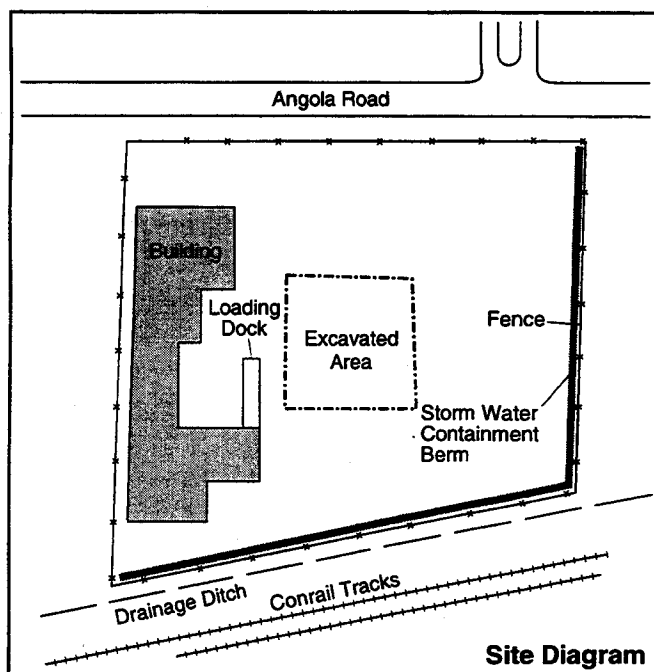 Angola Road
Building
Loading
Dock
Excavated
Area
Fence
Storm Water
Containment
Berm
Drainage Ditch
Conrail Tracks
Site Diagram